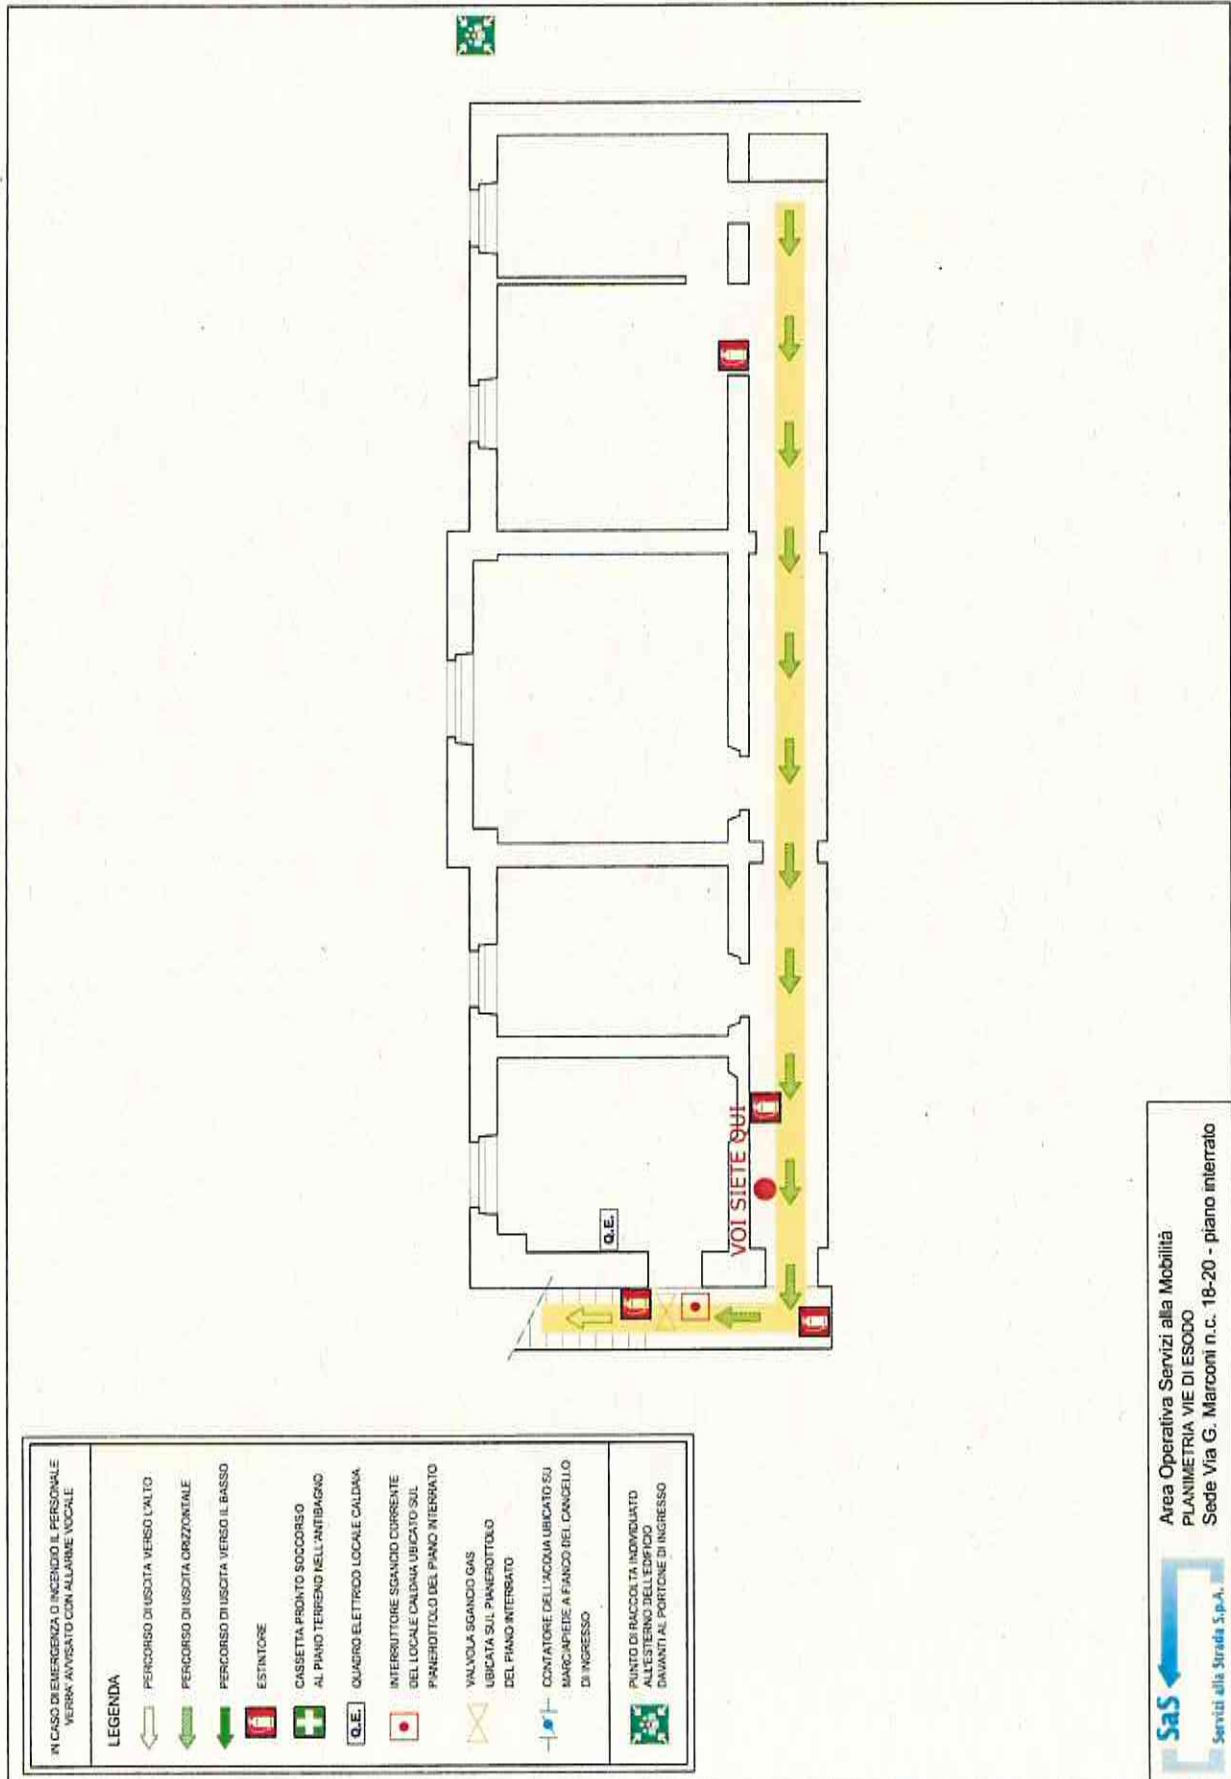 IN CASO DI EMERGENZA O INCENDIO IL PERSONALE
VERRA' AVVISATO CON ALLARME VOCALE
LEGENDA
PERCORSO DI USCITA VERSO L'ALTO
PERCORSO DI USCITA ORIZZONTALE
PERCORSO DI USCITA VERSO IL BASSO
ESTINTORE
CASSETTA PRONTO SOCCORSO
AL PIANO TERRENO NELL'ANTIBAGNO
Q.E.
QUADRO ELETTRICO LOCALE CALDAIA
INTERRUTTORE SGANCIO CORRENTE
DEL LOCALE CALDAIA UBICATO SUL
PIANEROTTOLO DEL PIANO INTERRATO
VALVOLA SGANCIO GAS
UBICATA SUL PIANEROTTOLO
DEL PIANO INTERRATO
CONTATORE DELL'ACQUA UBICATO SU
MARCIAPIEDE A FIANCO DEL CANCELLO
DI INGRESSO
PUNTO DI RACCOLTA INDIVIDUATO
ALL'ESTERNO DELL'EDIFICIO
DAVANTI AL PORTONE DI INGRESSO
Q.E.
VOI SIETE QUI
SaS
Servizi alla Strada S.p.A.
Area Operativa Servizi alla Mobilità
PLANIMETRIA VIE DI ESODO
Sede Via G. Marconi n.c. 18-20 - piano interrato